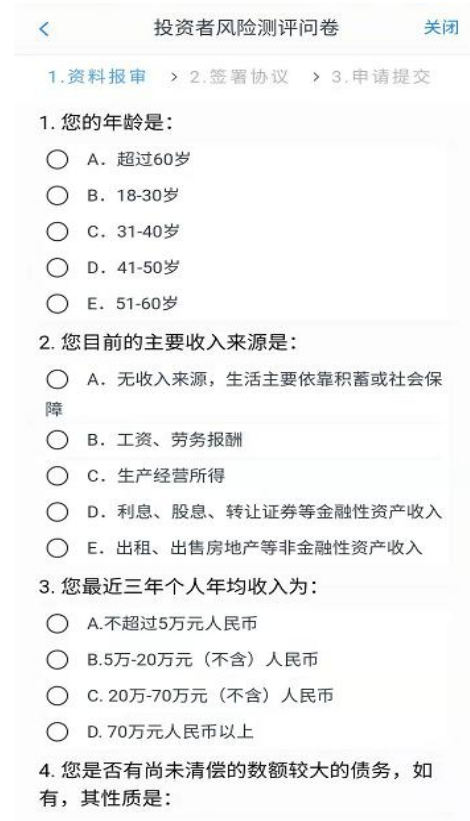 < 投资者风险测评问卷 关闭
1.资料报审 > 2.签署协议 > 3.申请提交
1. 您的年龄是：
A. 超过60岁
B. 18-30岁
C. 31-40岁
D. 41-50岁
E. 51-60岁
2. 您目前的主要收入来源是：
A. 无收入来源，生活主要依靠积蓄或社会保
障
B. 工资、劳务报酬
C. 生产经营所得
D. 利息、股息、转让证券等金融性资产收入
E. 出租、出售房地产等非金融性资产收入
3. 您最近三年个人年均收入为：
A.不超过5万元人民币
B.5万-20万元（不含）人民币
C. 20万-70万元（不含）人民币
D. 70万元人民币以上
4. 您是否有尚未清偿的数额较大的债务，如
有，其性质是：